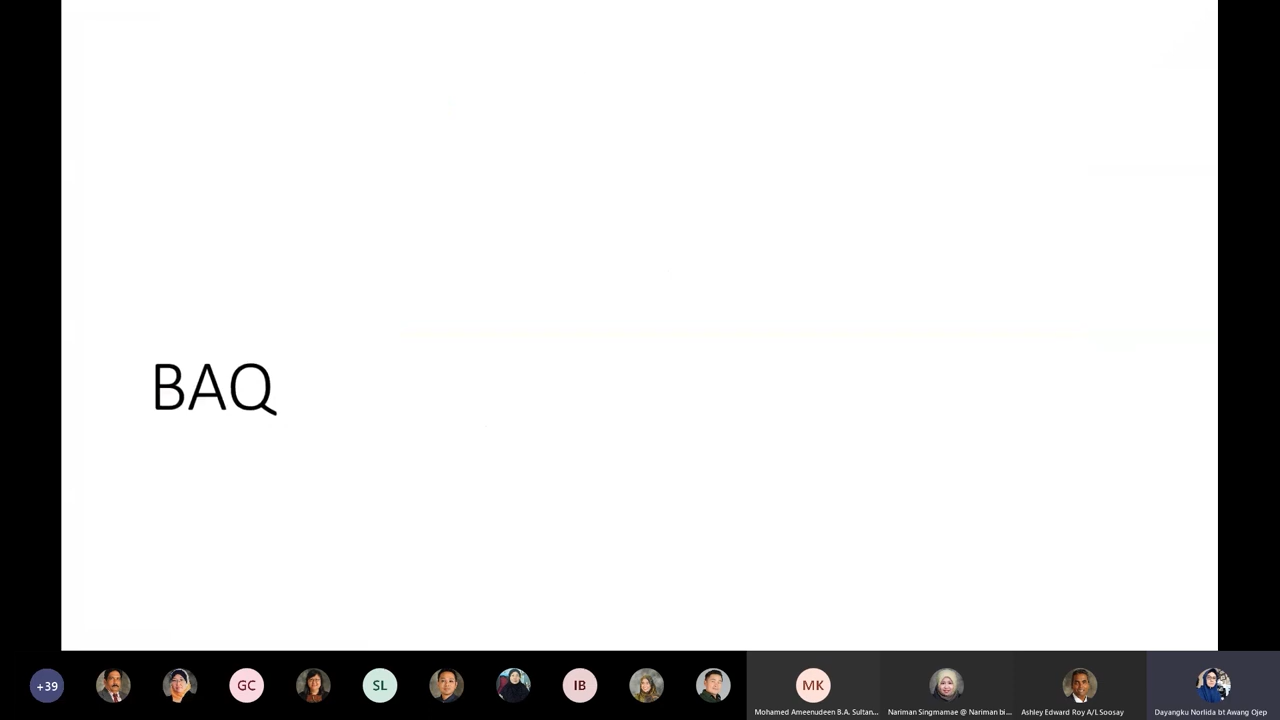 BAQ
+39
GC
SL
IB
MK
Mohamed Ameenudeen B.A. Sultan...
Nariman Singmamae @ Nariman bi...
Ashley Edward Roy A/L Soosay
Dayangku Norlida bt Awang Ojep